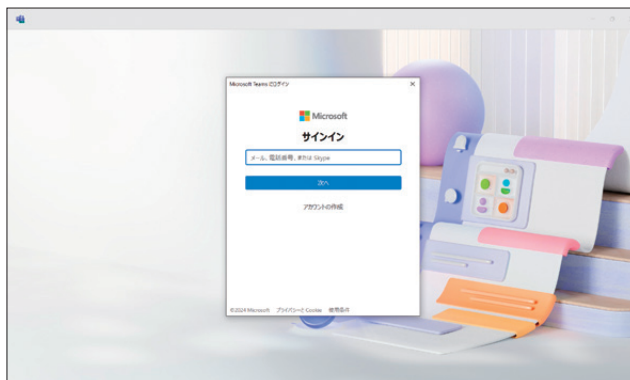 Microsoft Teams にログイン
Microsoft
サインイン
メール、電話番号、または Skype
次へ
アカウントの作成
©2024 Microsoft プライバシーと Cookie 使用条件